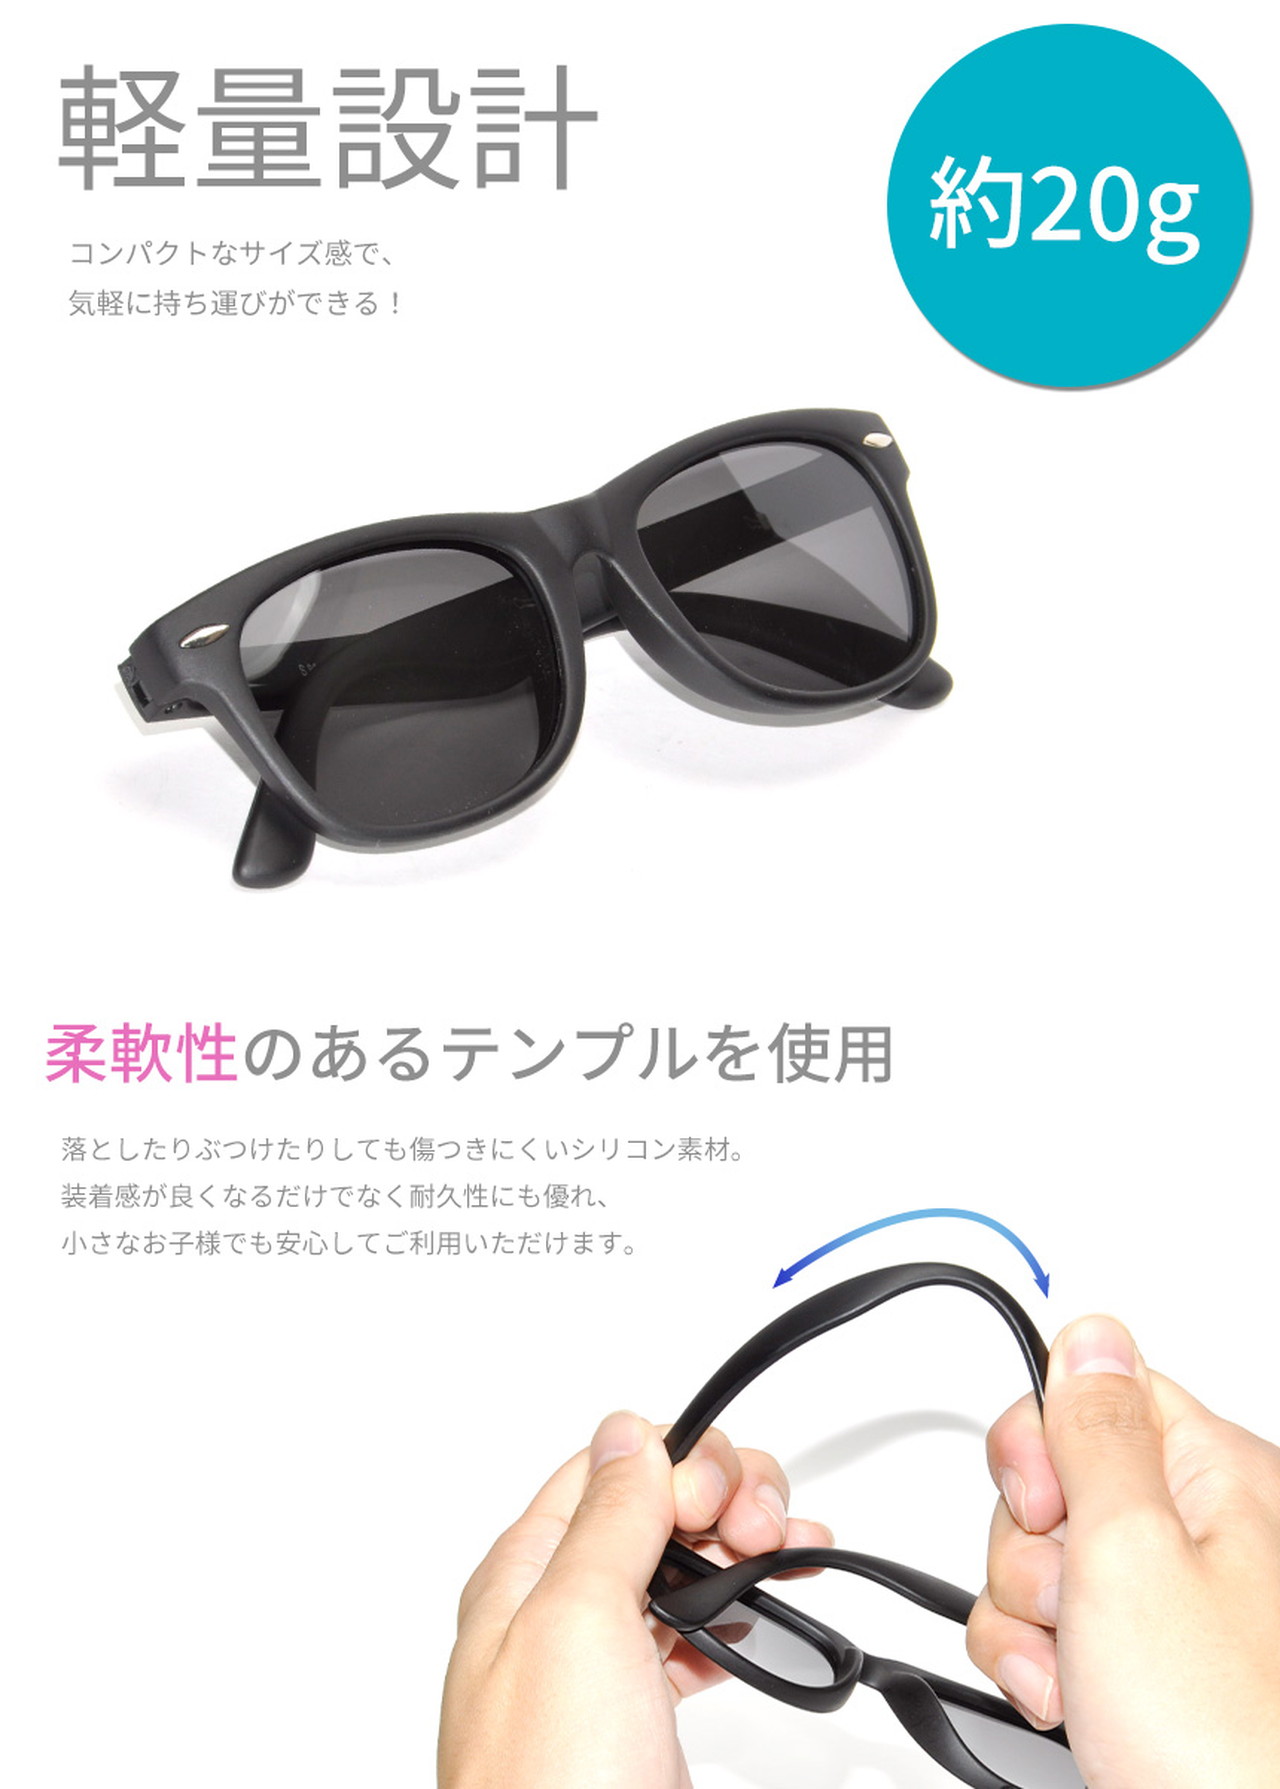 軽量設計
約20g
コンパクトなサイズ感で、
気軽に持ち運びができる！
柔軟性のあるテンプルを使用
落としたりぶつけたりしても傷つきにくいシリコン素材。
装着感が良くなるだけでなく耐久性にも優れ、
小さなお子様でも安心してご利用いただけます。